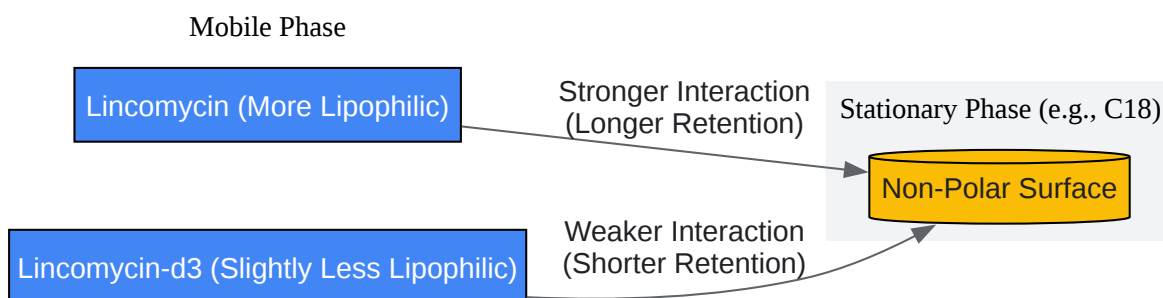 Mobile Phase
Lincomycin (More Lipophilic)
Stronger Interaction
(Longer Retention)
Stationary Phase (e.g., C18)
Non-Polar Surface
Lincomycin-d3 (Slightly Less Lipophilic)
Weaker Interaction
(Shorter Retention)